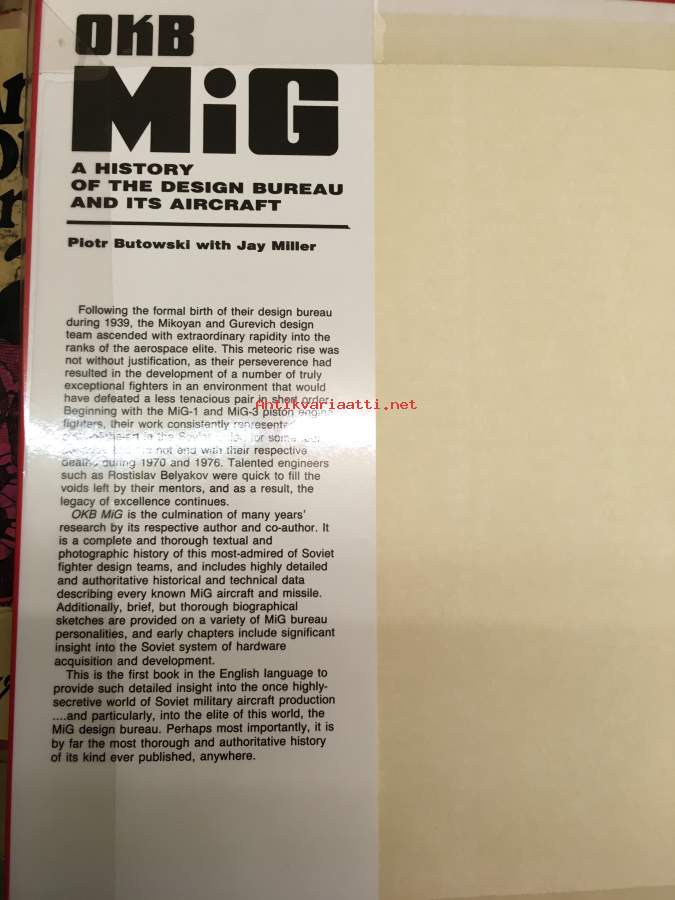 OKB
MiG
A HISTORY
OF THE DESIGN BUREAU
AND ITS AIRCRAFT
Piotr Butowski with Jay Miller
Following the formal birth of their design bureau
during 1939, the Mikoyan and Gurevich design
team ascended with extraordinary rapidity into the
ranks of the aerospace elite. This meteoric rise was
not without justification, as their perseverence had
resulted in the development of a number of truly
exceptional fighters in an environment that would
have defeated a less tenacious pair in short order.
Antikvariaatti.net
Beginning with the MiG-1 and MiG-3 piston engine
fighters, their work consistently
in the for some
not end with their respective
deaths during 1970 and 1976. Talented engineers
such as Rostislav Belyakov were quick to fill the
voids left by their mentors, and as a result, the
legacy of excellence continues.
OKB MiG is the culmination of many years'
research by its respective author and co-author. It
is a complete and thorough textual and
photographic history of this most-admired of Soviet
fighter design teams, and includes highly detailed
and authoritative historical and technical data
describing every known MiG aircraft and missile.
Additionally, brief, but thorough biographical
sketches are provided on a variety of MiG bureau
personalities, and early chapters include significant
insight into the Soviet system of hardware
acquisition and development.
This is the first book in the English language to
provide such detailed insight into the once highly-
secretive world of Soviet military aircraft production
....and particularly, into the elite of this world, the
MiG design bureau. Perhaps most importantly, it is
by far the most thorough and authoritative history
of its kind ever published, anywhere.